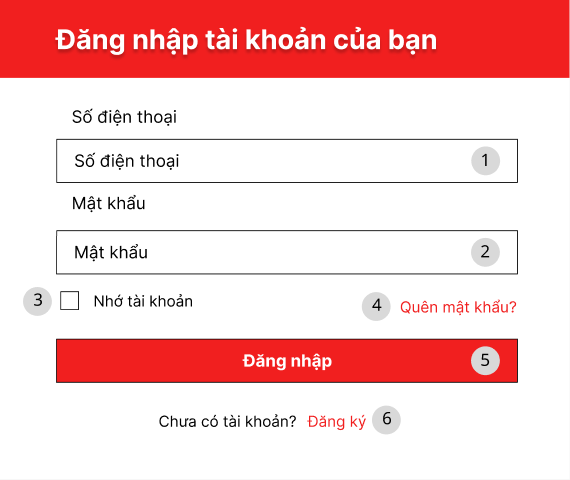 Đăng nhập tài khoản của bạn
Số điện thoại
Số điện thoại 1
Mật khẩu
Mật khẩu 2
3 Nhớ tài khoản
4 Quên mật khẩu?
Đăng nhập 5
Chưa có tài khoản? Đăng ký 6